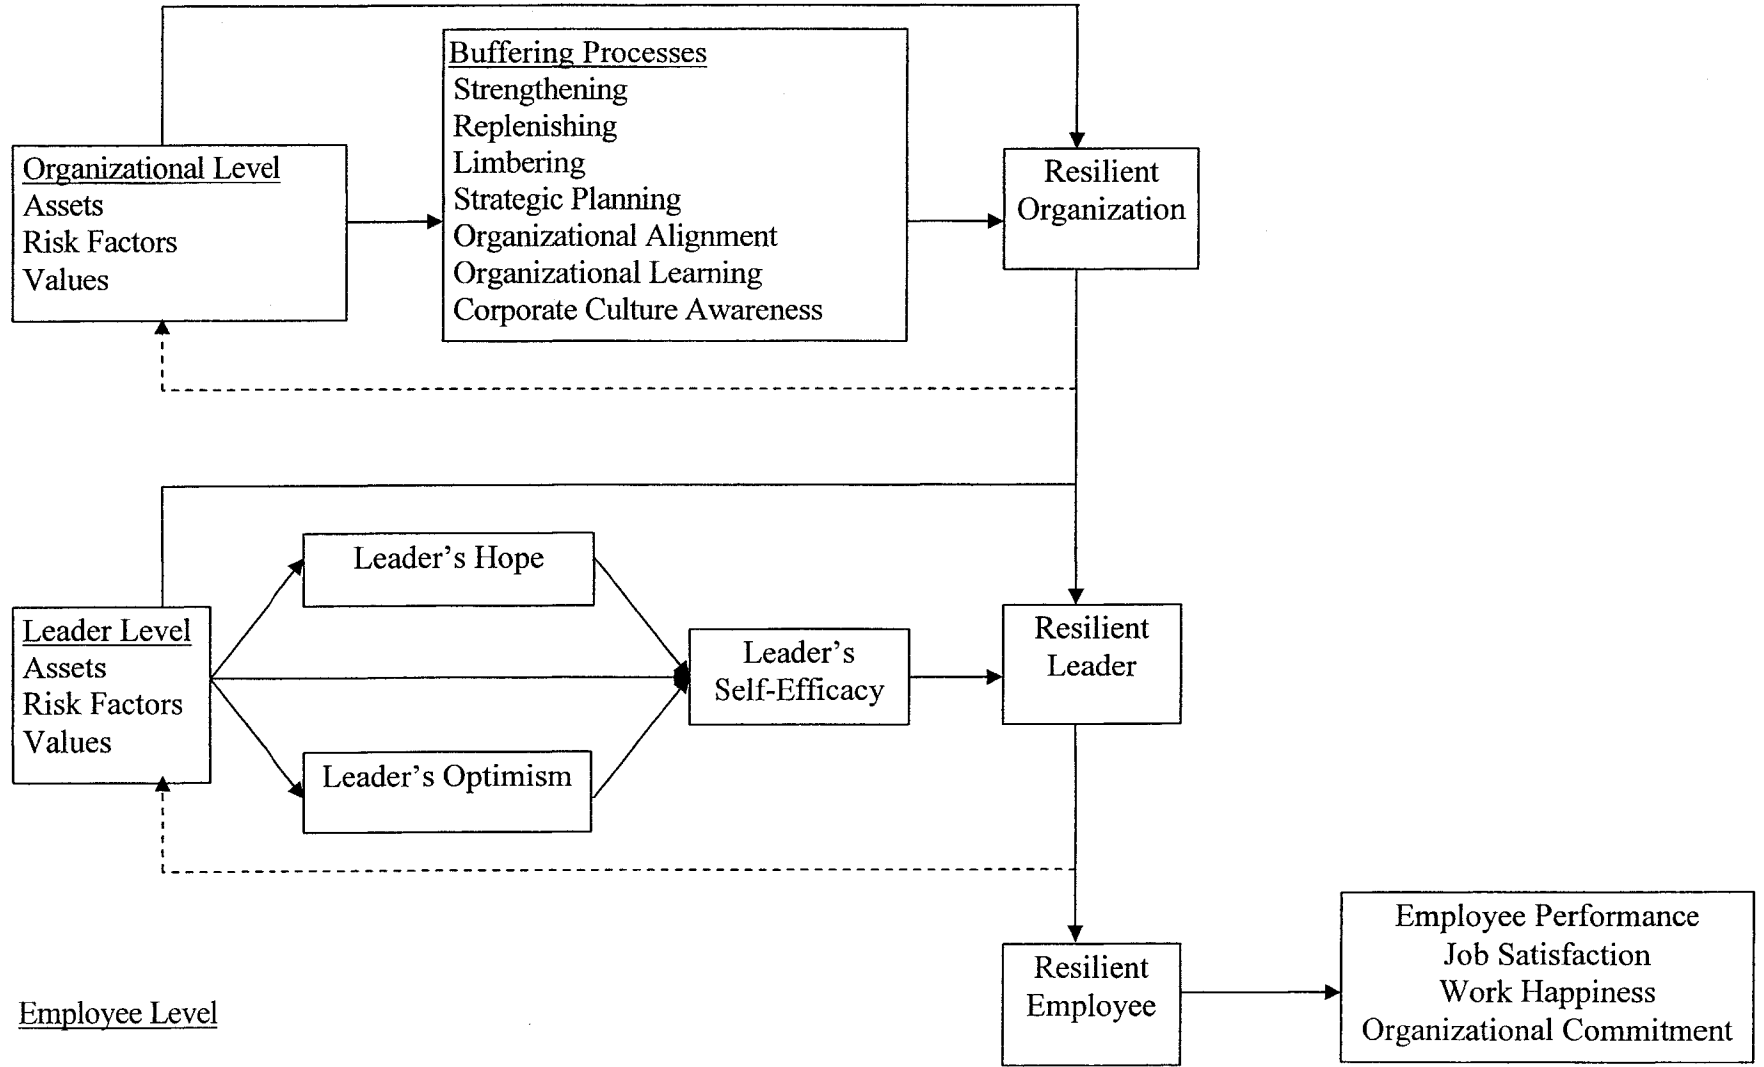 Buffering Processes
Strengthening
Replenishing
Limbering
Strategic Planning
Organizational Alignment
Organizational Learning
Corporate Culture Awareness
Organizational Level
Assets
Risk Factors
Values
Resilient
Organization
Leader's Hope
Leader Level
Assets
Risk Factors
Values
Leader's
Self-Efficacy
Resilient
Leader
Leader's Optimism
Employee Level
Resilient
Employee
Employee Performance
Job Satisfaction
Work Happiness
Organizational Commitment